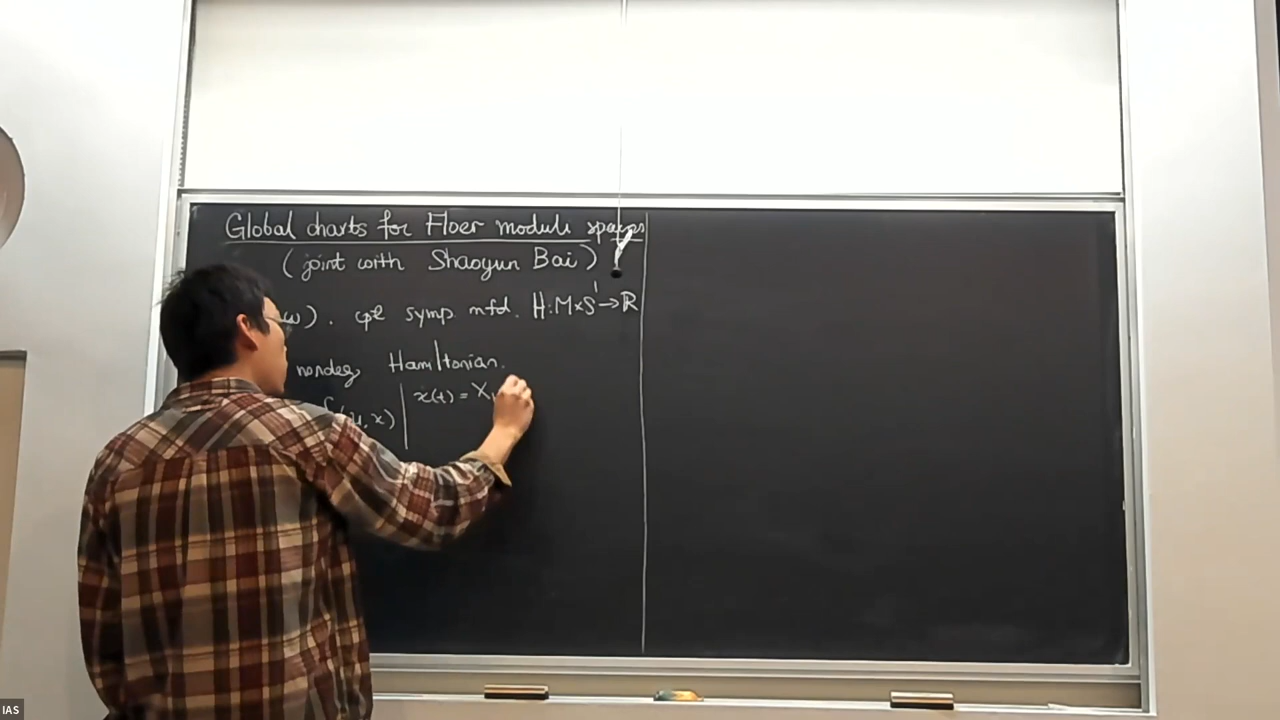 Global charts for Floer moduli spaces
(joint with Shaoyun Bai)
ω). cpt symp. mfd. H: M×S¹→ℝ
nondeg Hamiltonian.
(u, x) | ẋ(t) = X
IAS